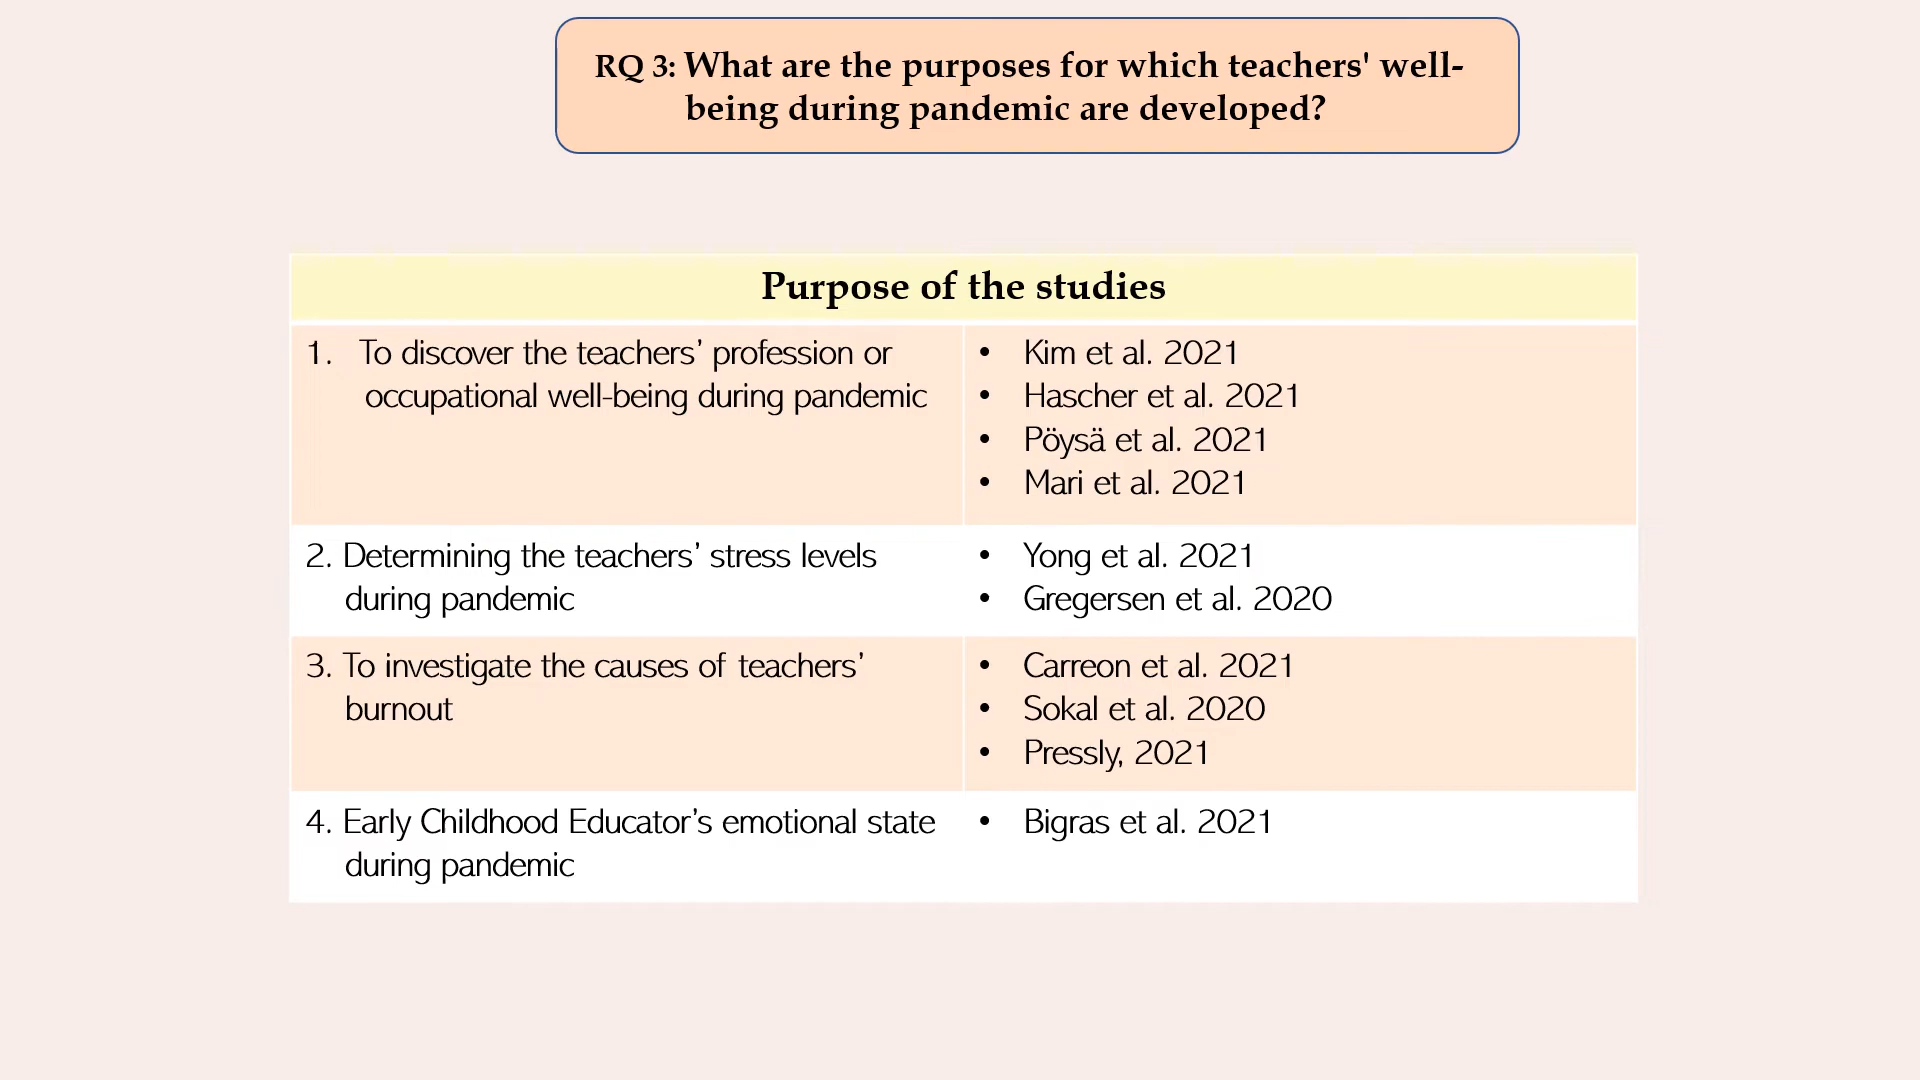 RQ 3: What are the purposes for which teachers' well-
being during pandemic are developed?
Purpose of the studies
1. To discover the teachers’ profession or
occupational well-being during pandemic
• Kim et al. 2021
• Hascher et al. 2021
• Pöysä et al. 2021
• Mari et al. 2021
2. Determining the teachers’ stress levels
during pandemic
• Yong et al. 2021
• Gregersen et al. 2020
3. To investigate the causes of teachers’
burnout
• Carreon et al. 2021
• Sokal et al. 2020
• Pressly, 2021
4. Early Childhood Educator’s emotional state
during pandemic
• Bigras et al. 2021